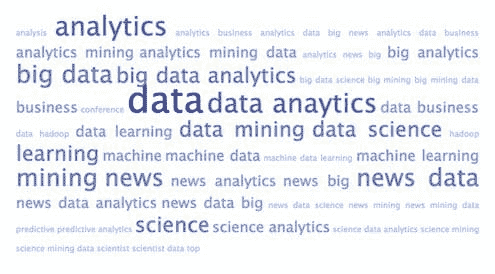 analysis analytics analytics business analytics data big news analytics data business
analytics mining analytics mining data analytics news big big analytics
big data big data analytics big data science big mining big mining data
business conference data data anaytics data business
data hadoop data learning data mining data science hadoop
learning machine machine data machine data learning machine learning
mining news news analytics news big news data
news data analytics news data big news data science news mining news mining data
predictive predictive analytics science science analytics science data analytics science mining
science mining data scientist scientist data top